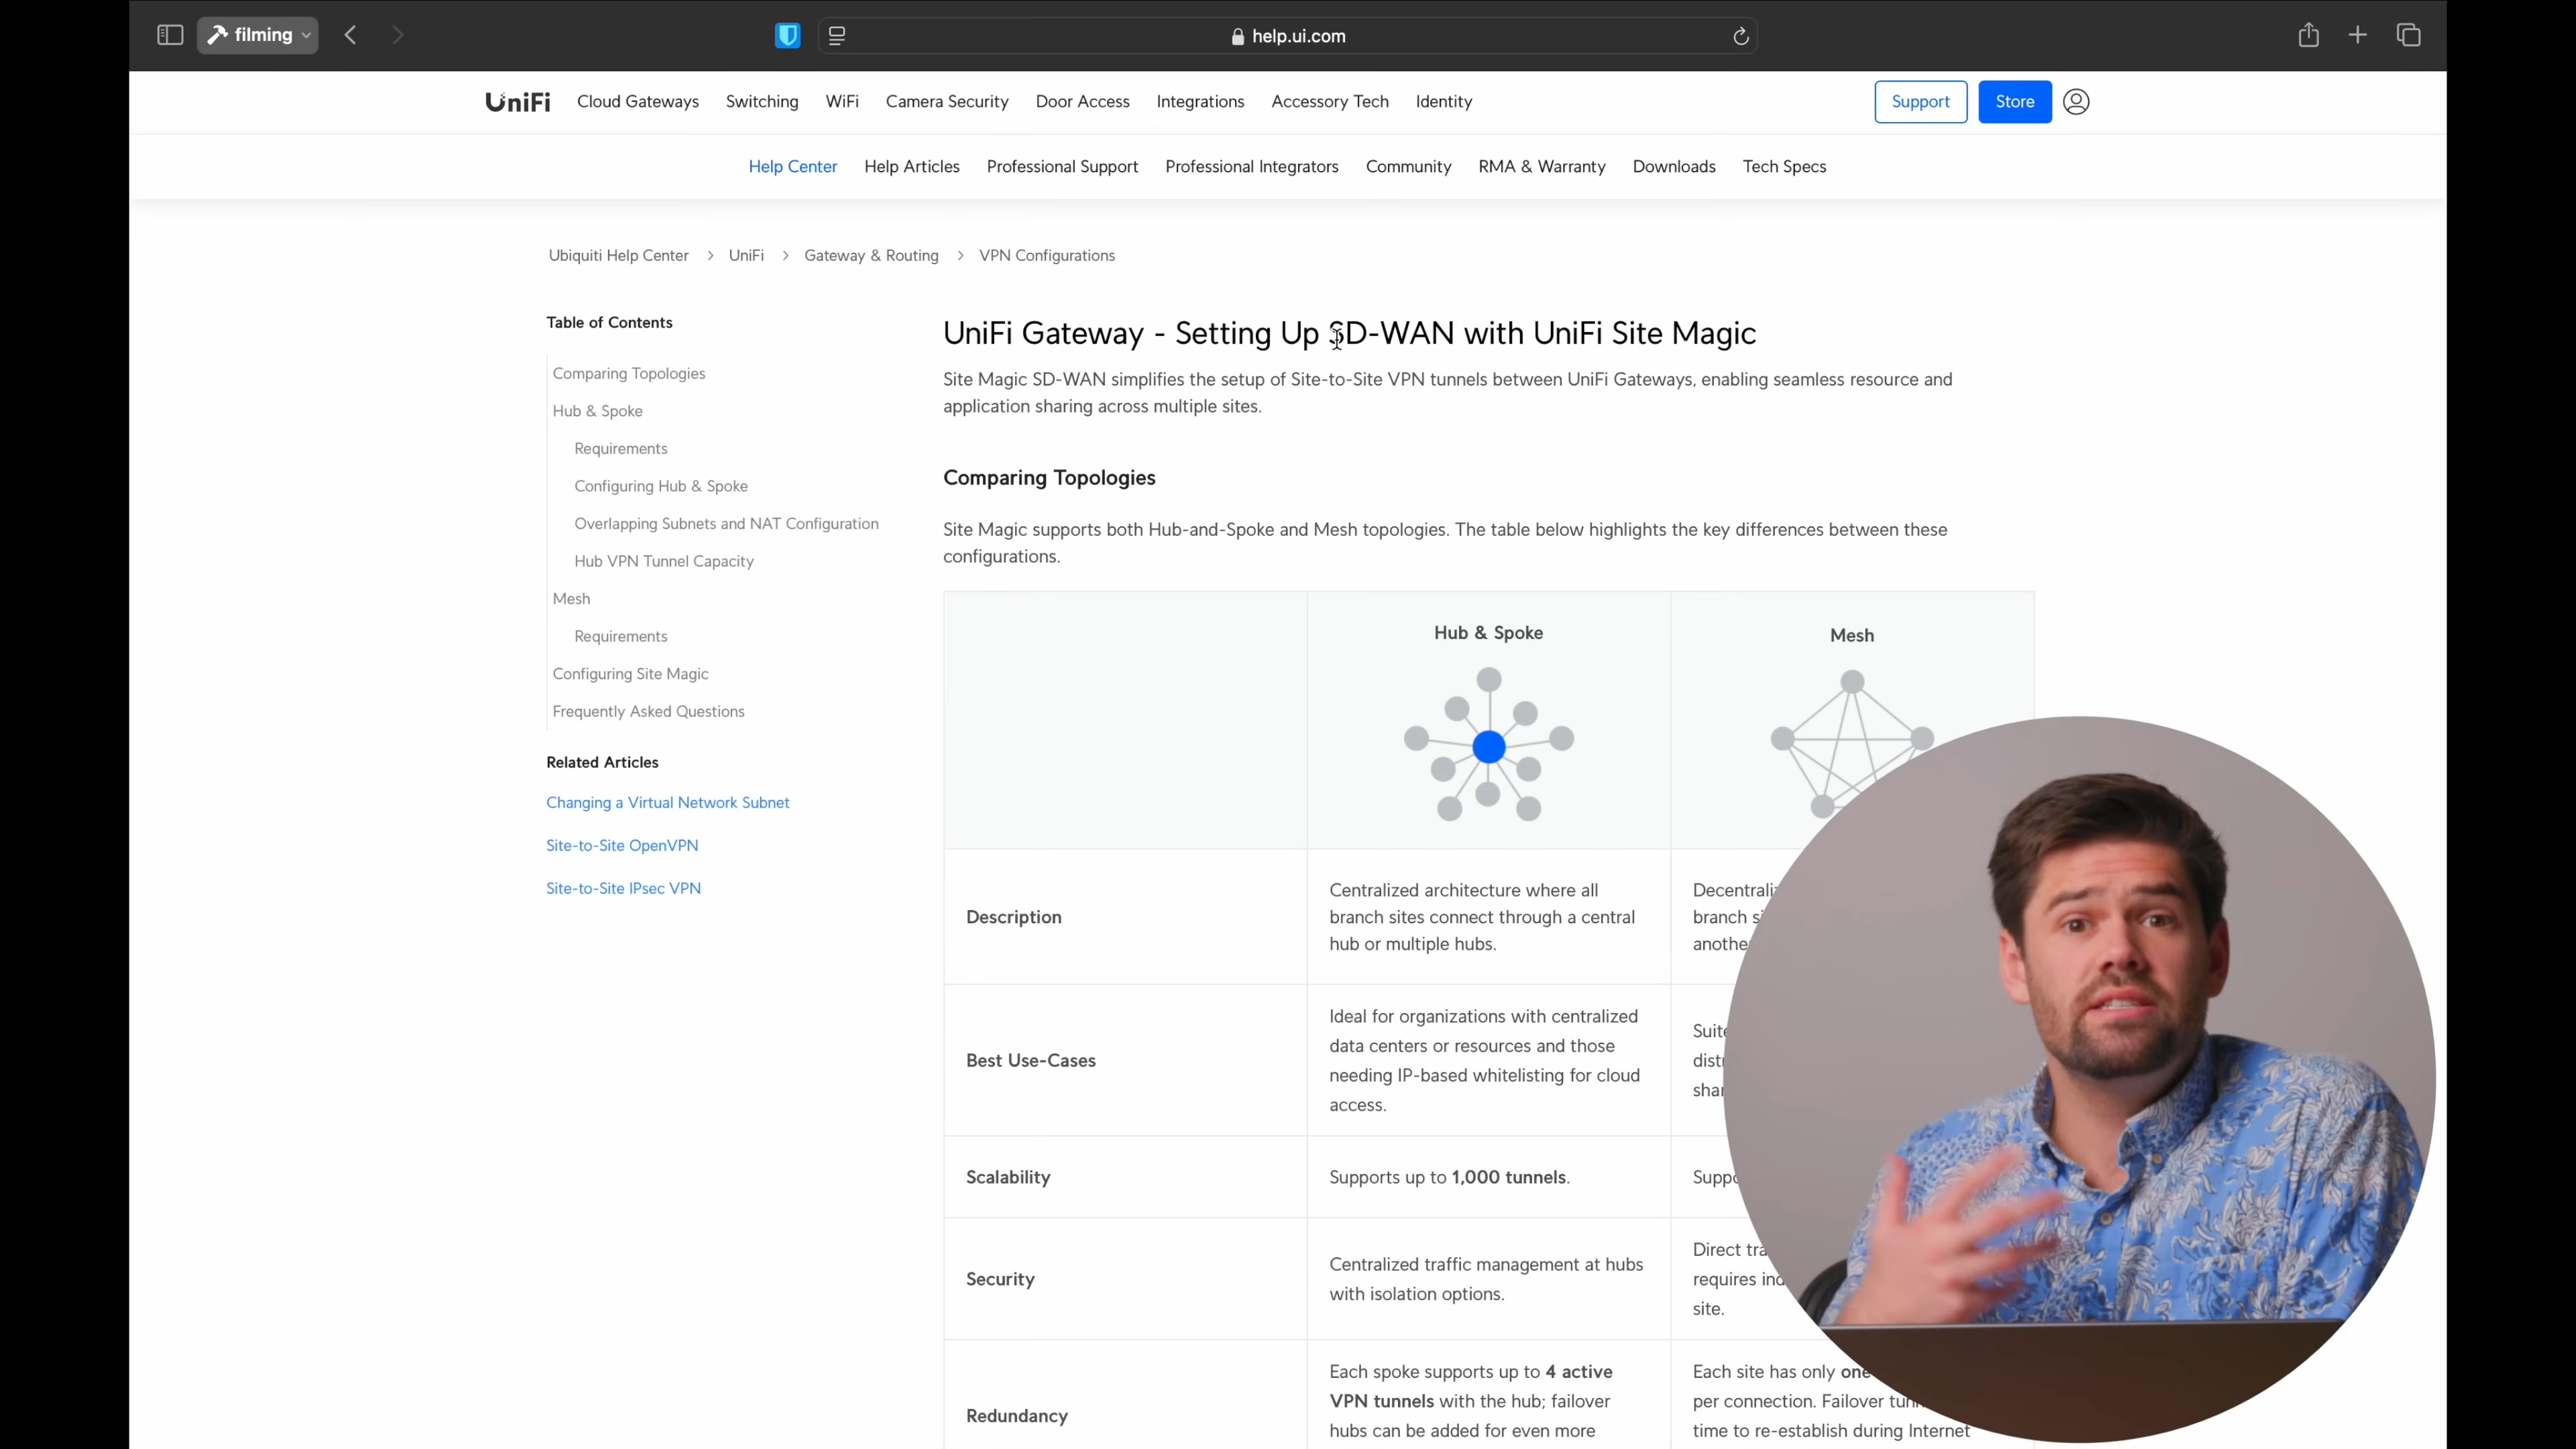 filming
help.ui.com
UniFi
Cloud Gateways
Switching
WiFi
Camera Security
Door Access
Integrations
Accessory Tech
Identity
Support
Store
Help Center
Help Articles
Professional Support
Professional Integrators
Community
RMA & Warranty
Downloads
Tech Specs
Ubiquiti Help Center > UniFi > Gateway & Routing > VPN Configurations
Table of Contents
Comparing Topologies
Hub & Spoke
Requirements
Configuring Hub & Spoke
Overlapping Subnets and NAT Configuration
Hub VPN Tunnel Capacity
Mesh
Requirements
Configuring Site Magic
Frequently Asked Questions
Related Articles
Changing a Virtual Network Subnet
Site-to-Site OpenVPN
Site-to-Site IPsec VPN
UniFi Gateway - Setting Up SD-WAN with UniFi Site Magic
Site Magic SD-WAN simplifies the setup of Site-to-Site VPN tunnels between UniFi Gateways, enabling seamless resource and
application sharing across multiple sites.
Comparing Topologies
Site Magic supports both Hub-and-Spoke and Mesh topologies. The table below highlights the key differences between these
configurations.
Hub & Spoke
Mesh
Description
Centralized architecture where all
branch sites connect through a central
hub or multiple hubs.
branch
Best Use-Cases
Ideal for organizations with centralized
data centers or resources and those
needing IP-based whitelisting for cloud
access.
Scalability
Supports up to 1,000 tunnels.
Security
Centralized traffic management at hubs
with isolation options.
Direct
requires
site.
Redundancy
Each spoke supports up to 4 active
VPN tunnels with the hub; failover
hubs can be added for even more
Each site has only one
per connection. Failover
time to re-establish during Internet